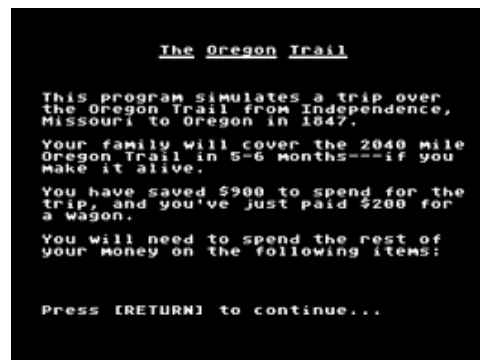 The Oregon Trail
This program simulates a trip over
the Oregon Trail from Independence,
Missouri to Oregon in 1847.
Your family will cover the 2040 mile
Oregon Trail in 5-6 months---if you
make it alive.
You have saved $900 to spend for the
trip, and you've just paid $200 for
a wagon.
You will need to spend the rest of
your money on the following items:
Press [RETURN] to continue...